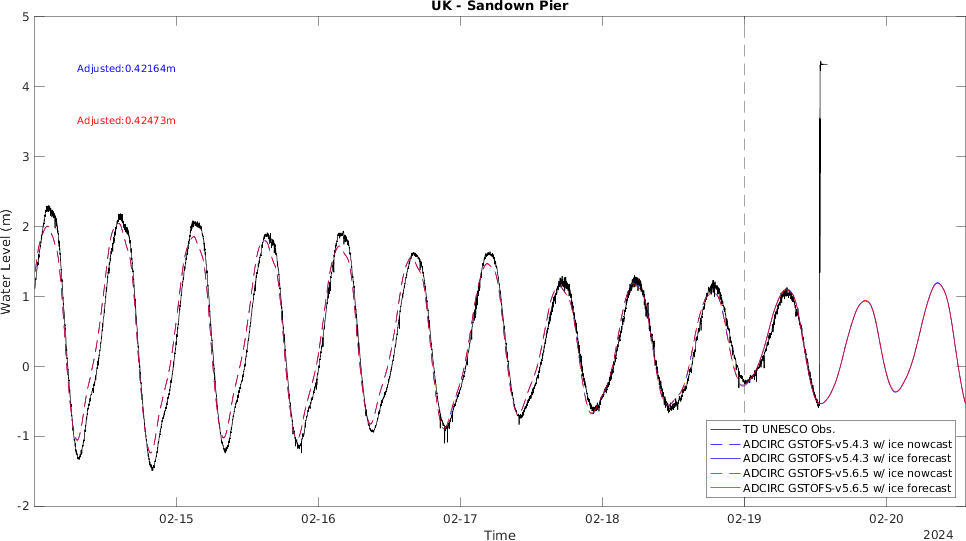 UK - Sandown Pier
5
4
3
2
1
0
-1
-2
Water Level (m)
Adjusted:0.42164m
Adjusted:0.42473m
TD UNESCO Obs.
ADCIRC GSTOFS-v5.4.3 w/ ice nowcast
ADCIRC GSTOFS-v5.4.3 w/ ice forecast
ADCIRC GSTOFS-v5.6.5 w/ ice nowcast
ADCIRC GSTOFS-v5.6.5 w/ ice forecast
02-15
02-16
02-17
02-18
02-19
02-20
Time
2024